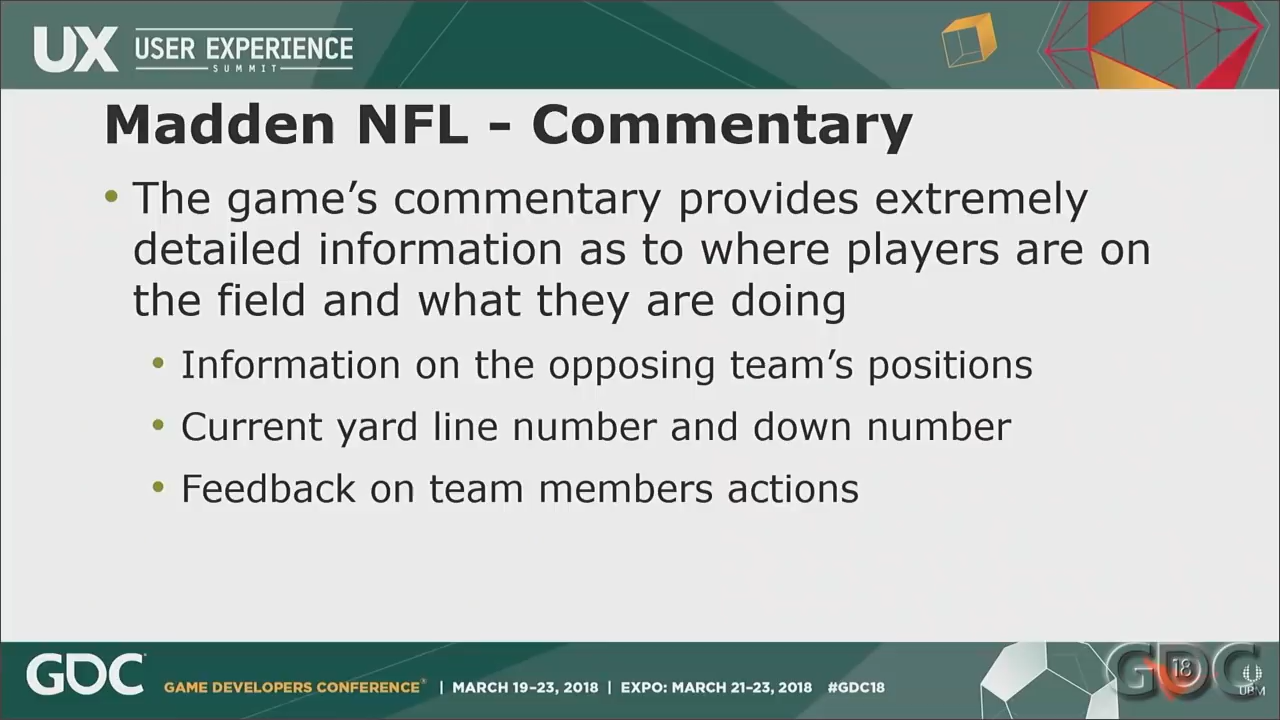 UX USER EXPERIENCE
SUMMIT
Madden NFL - Commentary
• The game’s commentary provides extremely
detailed information as to where players are on
the field and what they are doing
• Information on the opposing team’s positions
• Current yard line number and down number
• Feedback on team members actions
GDC GAME DEVELOPERS CONFERENCE® | MARCH 19–23, 2018 | EXPO: MARCH 21–23, 2018 #GDC18
GDC 18
UBM